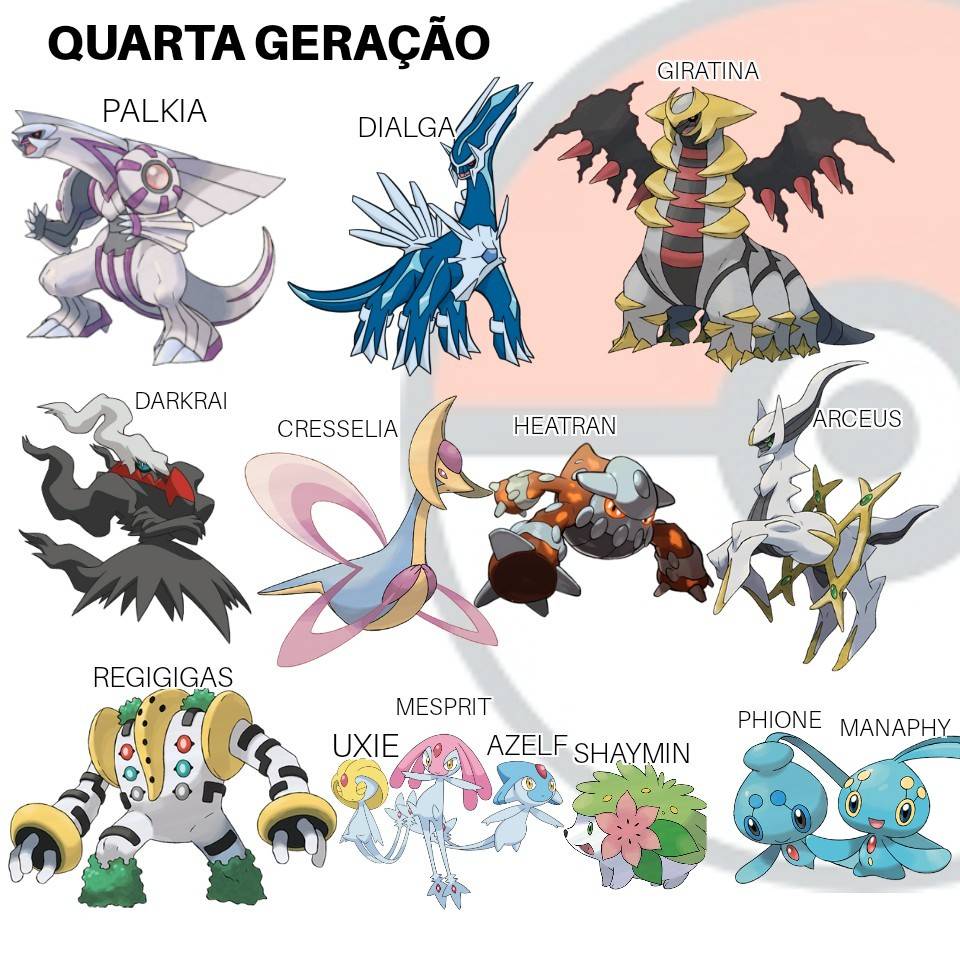 QUARTA GERAÇÃO
PALKIA
DIALGA
GIRATINA
DARKRAI
CRESSELIA
HEATRAN
ARCEUS
REGIGIGAS
MESPRIT
UXIE
AZELF
SHAYMIN
PHIONE
MANAPHY